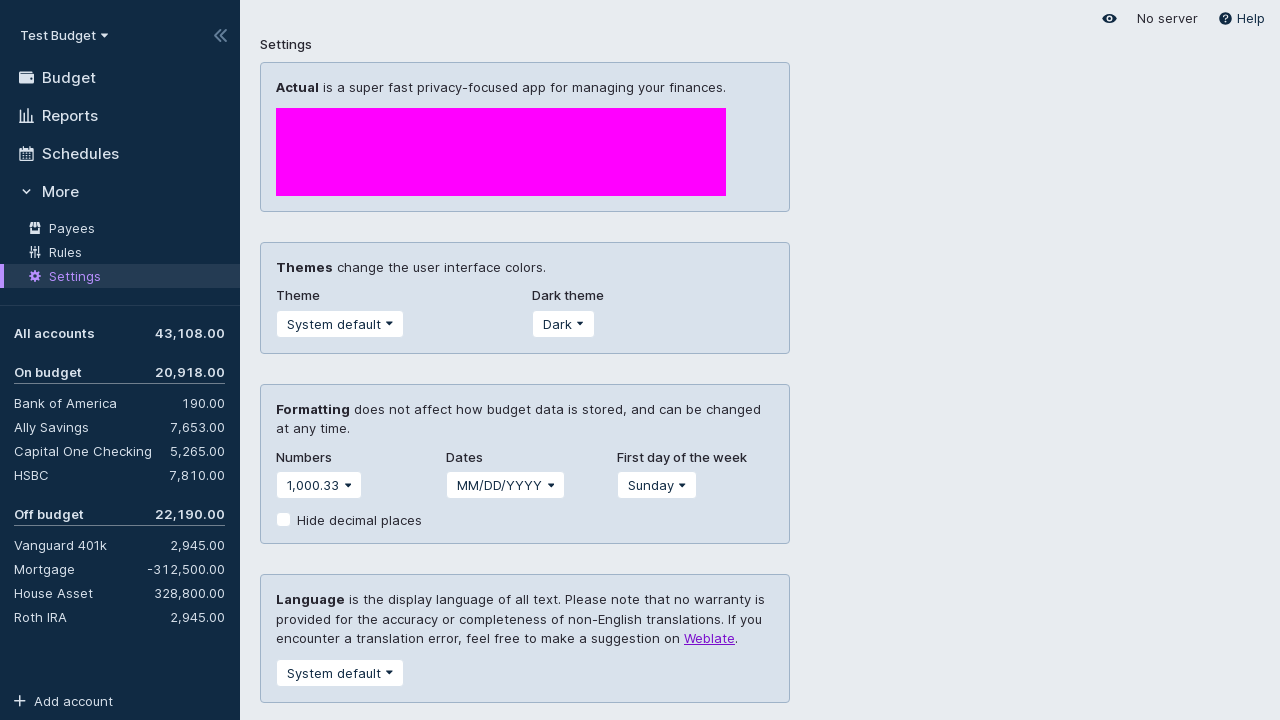 Test Budget
Budget
Reports
Schedules
More
Payees
Rules
Settings
All accounts 43,108.00
On budget 20,918.00
Bank of America 190.00
Ally Savings 7,653.00
Capital One Checking 5,265.00
HSBC 7,810.00
Off budget 22,190.00
Vanguard 401k 2,945.00
Mortgage -312,500.00
House Asset 328,800.00
Roth IRA 2,945.00
Add account
No server Help
Settings
Actual is a super fast privacy-focused app for managing your finances.
Themes change the user interface colors.
Theme Dark theme
System default Dark
Formatting does not affect how budget data is stored, and can be changed
at any time.
Numbers Dates First day of the week
1,000.33 MM/DD/YYYY Sunday
Hide decimal places
Language is the display language of all text. Please note that no warranty is
provided for the accuracy or completeness of non-English translations. If you
encounter a translation error, feel free to make a suggestion on Weblate.
System default